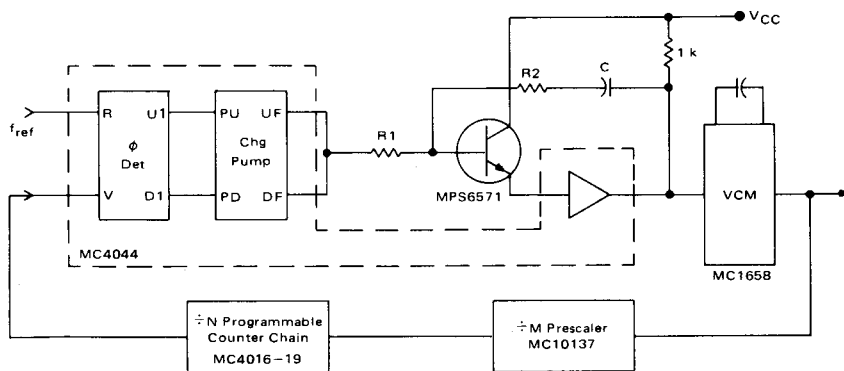 VCC
1 k
R2
C
R
U1
PU
UF
fref
ϕ
Det
Chg
Pump
R1
V
D1
PD
DF
MPS6571
VCM
MC4044
MC1658
÷N Programmable
Counter Chain
MC4016-19
÷M Prescaler
MC10137